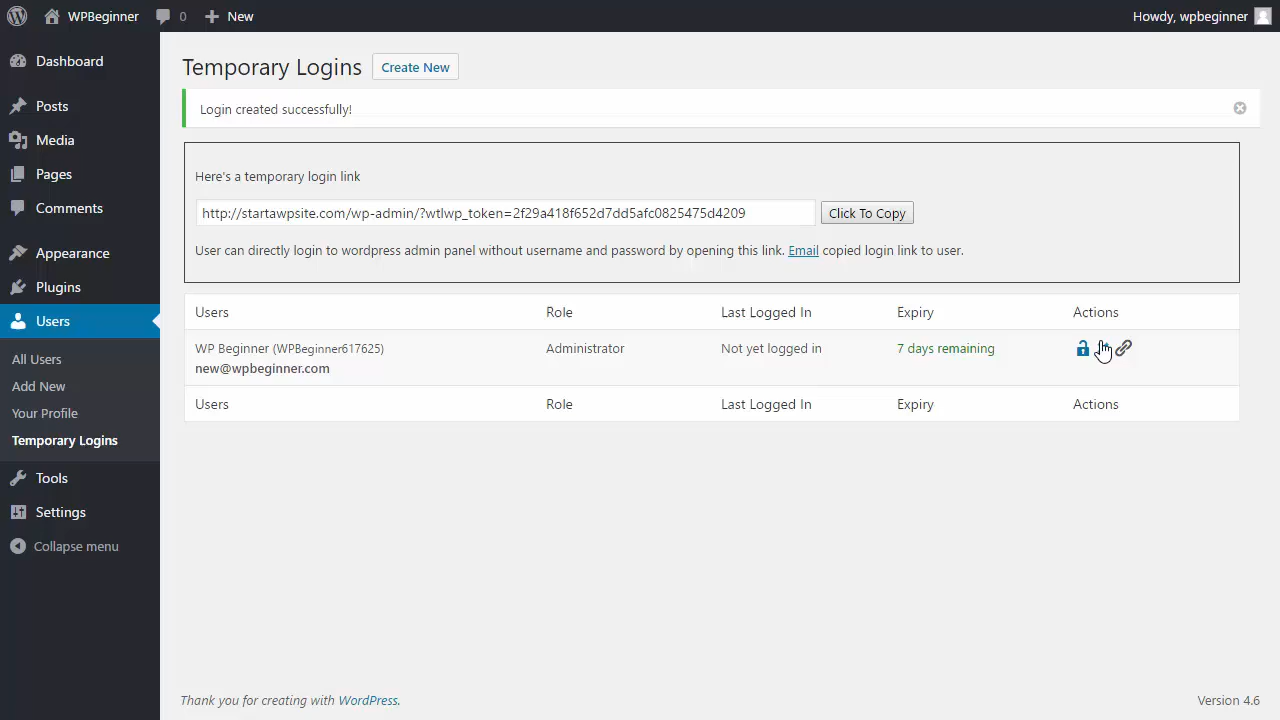 WPBeginner 0 New Howdy, wpbeginner
Dashboard
Posts
Media
Pages
Comments
Appearance
Plugins
Users
All Users
Add New
Your Profile
Temporary Logins
Tools
Settings
Collapse menu
Temporary Logins Create New
Login created successfully!
Here's a temporary login link
http://startawpsite.com/wp-admin/?wtlwp_token=2f29a418f652d7dd5afc0825475d4209 Click To Copy
User can directly login to wordpress admin panel without username and password by opening this link. Email copied login link to user.
Users Role Last Logged In Expiry Actions
WP Beginner (WPBeginner617625) Administrator Not yet logged in 7 days remaining
new@wpbeginner.com
Users Role Last Logged In Expiry Actions
Thank you for creating with WordPress. Version 4.6